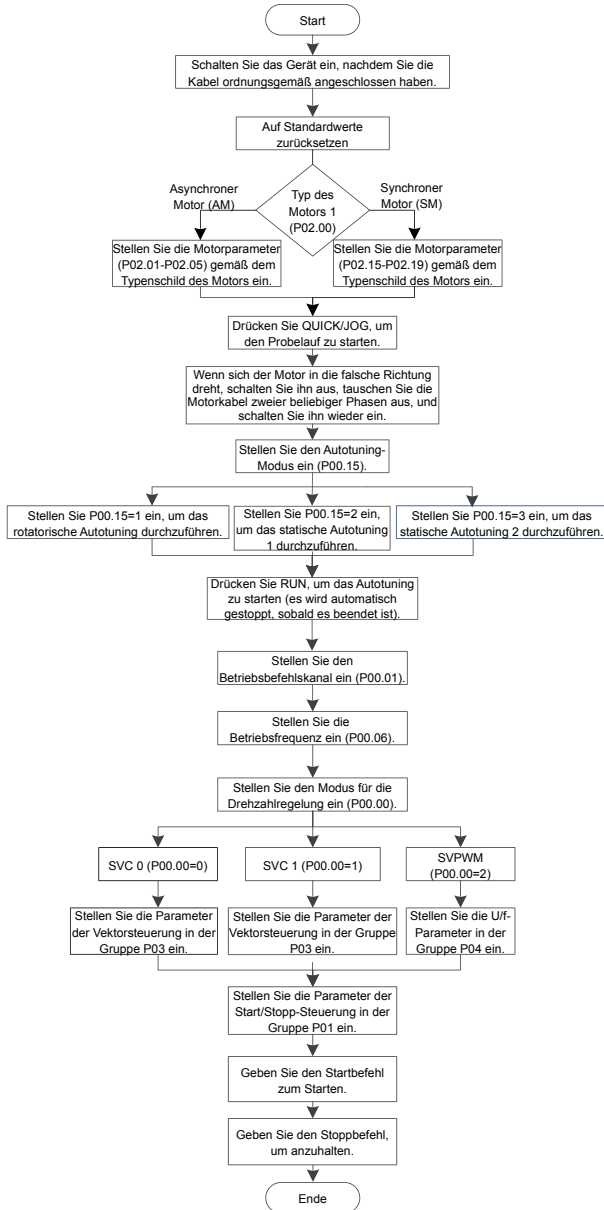 Start
Schalten Sie das Gerät ein, nachdem Sie die
Kabel ordnungsgemäß angeschlossen haben.
Auf Standardwerte
zurücksetzen
Asynchroner
Motor (AM)
Typ des
Motors 1
(P02.00)
Synchroner
Motor (SM)
Stellen Sie die Motorparameter
(P02.01-P02.05) gemäß dem
Typenschild des Motors ein.
Stellen Sie die Motorparameter
(P02.15-P02.19) gemäß dem
Typenschild des Motors ein.
Drücken Sie QUICK/JOG, um
den Probelauf zu starten.
Wenn sich der Motor in die falsche Richtung
dreht, schalten Sie ihn aus, tauschen Sie die
Motorkabel zweier beliebiger Phasen aus, und
schalten Sie ihn wieder ein.
Stellen Sie den Autotuning-
Modus ein (P00.15).
Stellen Sie P00.15=1 ein, um das
rotatorische Autotuning durchzuführen.
Stellen Sie P00.15=2 ein,
um das statische Autotuning
1 durchzuführen.
Stellen Sie P00.15=3 ein, um das
statische Autotuning 2 durchzuführen.
Drücken Sie RUN, um das Autotuning
zu starten (es wird automatisch
gestoppt, sobald es beendet ist).
Stellen Sie den
Betriebsbefehlskanal ein (P00.01).
Stellen Sie die
Betriebsfrequenz ein (P00.06).
Stellen Sie den Modus für die
Drehzahlregelung ein (P00.00).
SVC 0 (P00.00=0)
SVC 1 (P00.00=1)
SVPWM
(P00.00=2)
Stellen Sie die Parameter
der Vektorsteuerung in der
Gruppe P03 ein.
Stellen Sie die Parameter der
Vektorsteuerung in der Gruppe
P03 ein.
Stellen Sie die U/f-
Parameter in der
Gruppe P04 ein.
Stellen Sie die Parameter der
Start/Stopp-Steuerung in der
Gruppe P01 ein.
Geben Sie den Startbefehl
zum Starten.
Geben Sie den Stoppbefehl,
um anzuhalten.
Ende